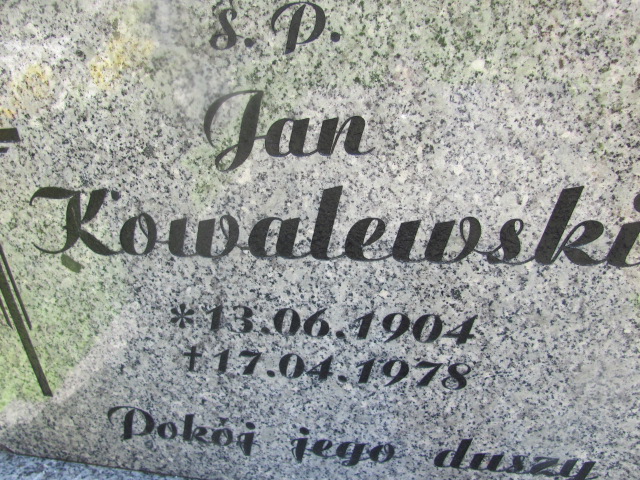 Ś. P.
Jan
Kowalewski
* 13.06.1904
† 17.04.1978
Pokój jego duszy